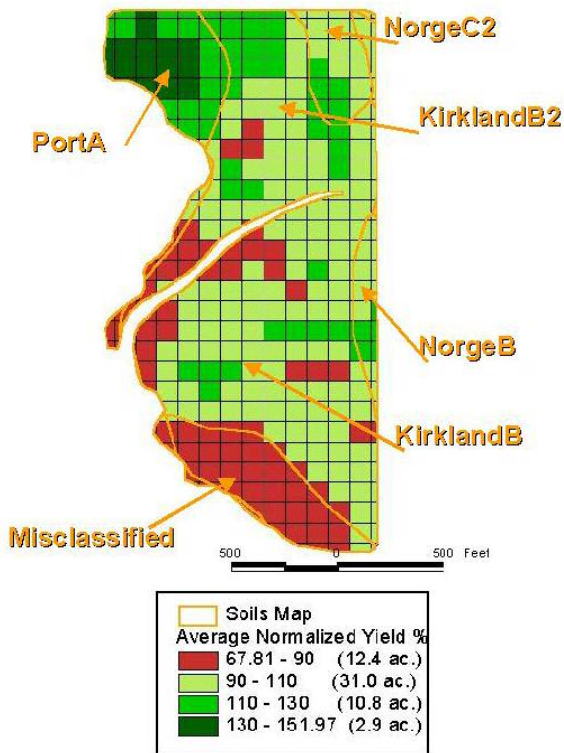 NorgeC2
KirklandB2
PortA
NorgeB
KirklandB
Misclassified
500 0 500 Feet
Soils Map
Average Normalized Yield %
67.81 - 90 (12.4 ac.)
90 - 110 (31.0 ac.)
110 - 130 (10.8 ac.)
130 - 151.97 (2.9 ac.)